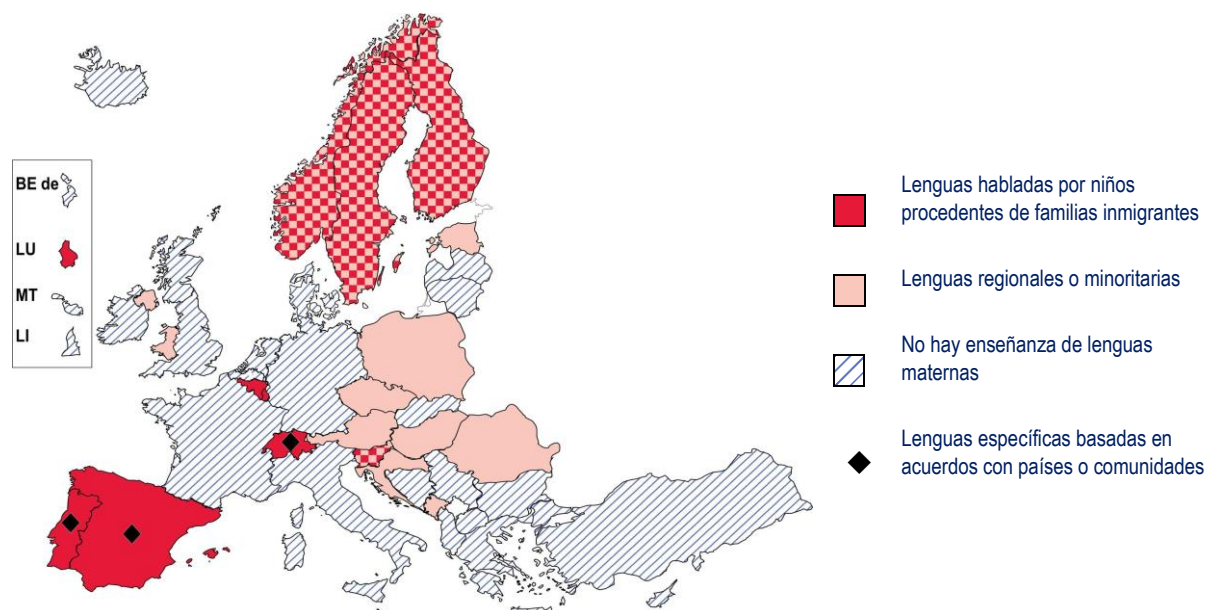 BE de
LU
MT
LI
Lenguas habladas por niños
procedentes de familias inmigrantes
Lenguas regionales o minoritarias
No hay enseñanza de lenguas
maternas
Lenguas específicas basadas en
acuerdos con países o comunidades